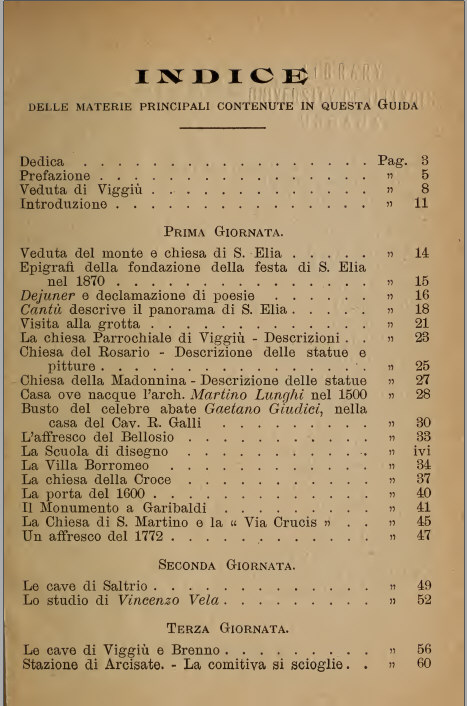 INDICE
DELLE MATERIE PRINCIPALI CONTENUTE IN QUESTA GUIDA
Dedica . . . . . . . . . . . . . . . . Pag. 3
Prefazione . . . . . . . . . . . . . . . „ 5
Veduta di Viggiù . . . . . . . . . . . . „ 8
Introduzione . . . . . . . . . . . . . . „ 11
PRIMA GIORNATA.
Veduta del monte e chiesa di S. Elia . . . . . „ 14
Epigrafi della fondazione della festa di S. Elia
nel 1870 . . . . . . . . . . . . . . „ 15
Dejuner e declamazione di poesie . . . . . . „ 16
Cantù descrive il panorama di S. Elia . . . . . „ 18
Visita alla grotta . . . . . . . . . . . . „ 21
La chiesa Parrochiale di Viggiù - Descrizioni . . „ 23
Chiesa del Rosario - Descrizione delle statue e
pitture . . . . . . . . . . . . . . . „ 25
Chiesa della Madonnina - Descrizione delle statue „ 27
Casa ove nacque l'arch. Martino Lunghi nel 1500 „ 28
Busto del celebre abate Gaetano Giudici, nella
casa del Cav. R. Galli . . . . . . . . „ 30
L'affresco del Bellosio . . . . . . . . . . „ 33
La Scuola di disegno . . . . . . . . . . . „ ivi
La Villa Borromeo . . . . . . . . . . . „ 34
La chiesa della Croce . . . . . . . . . . „ 37
La porta del 1600 . . . . . . . . . . . . „ 40
Il Monumento a Garibaldi . . . . . . . . . „ 41
La Chiesa di S. Martino e la “ Via Crucis „ . . „ 45
Un affresco del 1772 . . . . . . . . . . . „ 47
SECONDA GIORNATA.
Le cave di Saltrio . . . . . . . . . . . . „ 49
Lo studio di Vincenzo Vela . . . . . . . . . „ 52
TERZA GIORNATA.
Le cave di Viggiù e Brenno . . . . . . . . . „ 56
Stazione di Arcisate. - La comitiva si scioglie . . „ 60